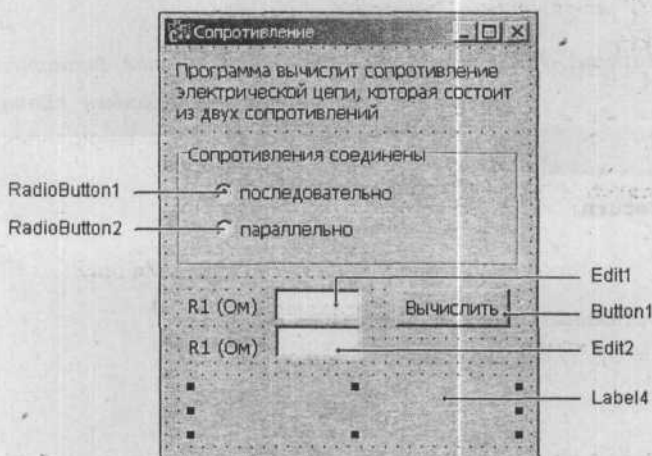 Сопротивление
Программа вычислит сопротивление
электрической цепи, которая состоит
из двух сопротивлений
Сопротивления соединены
RadioButton1
последовательно
RadioButton2
параллельно
Edit1
R1 (Ом)
Вычислить
Button1
R1 (Ом)
Edit2
Label4